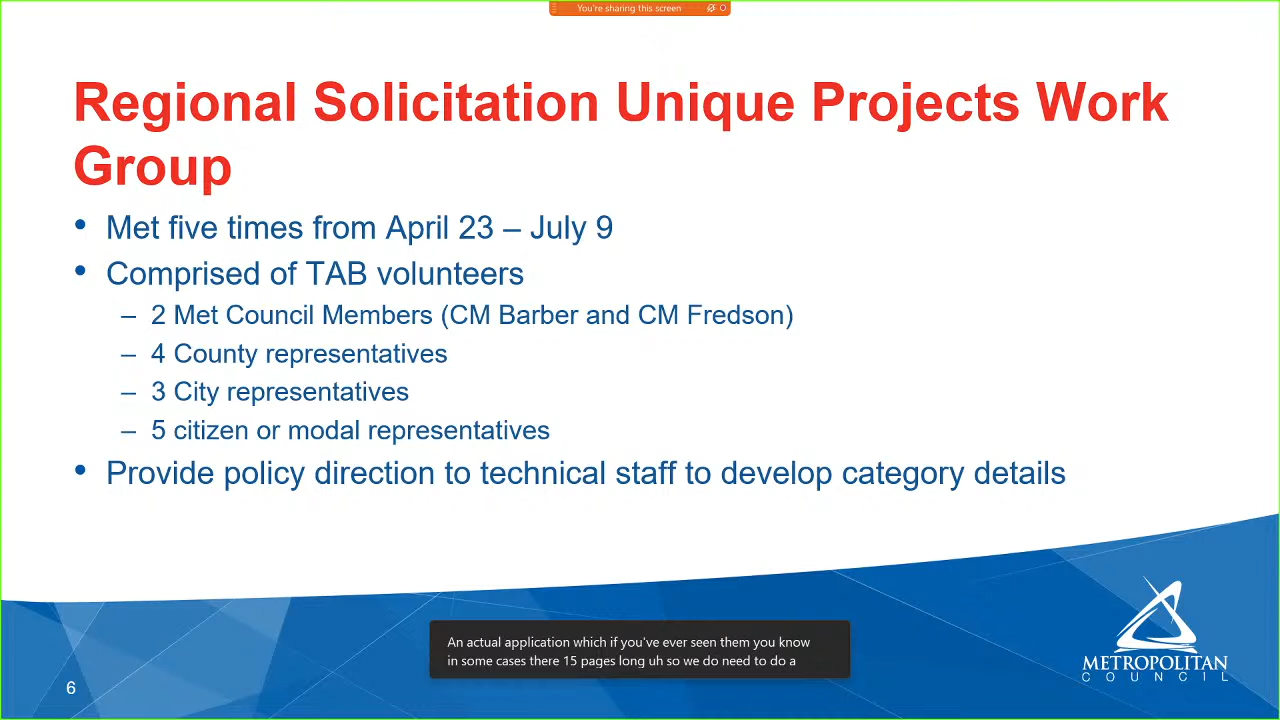 You're sharing this screen
Regional Solicitation Unique Projects Work
Group
• Met five times from April 23 – July 9
• Comprised of TAB volunteers
– 2 Met Council Members (CM Barber and CM Fredson)
– 4 County representatives
– 3 City representatives
– 5 citizen or modal representatives
• Provide policy direction to technical staff to develop category details
An actual application which if you've ever seen them you know
in some cases there 15 pages long uh so we do need to do a
METROPOLITAN
COUNCIL
6